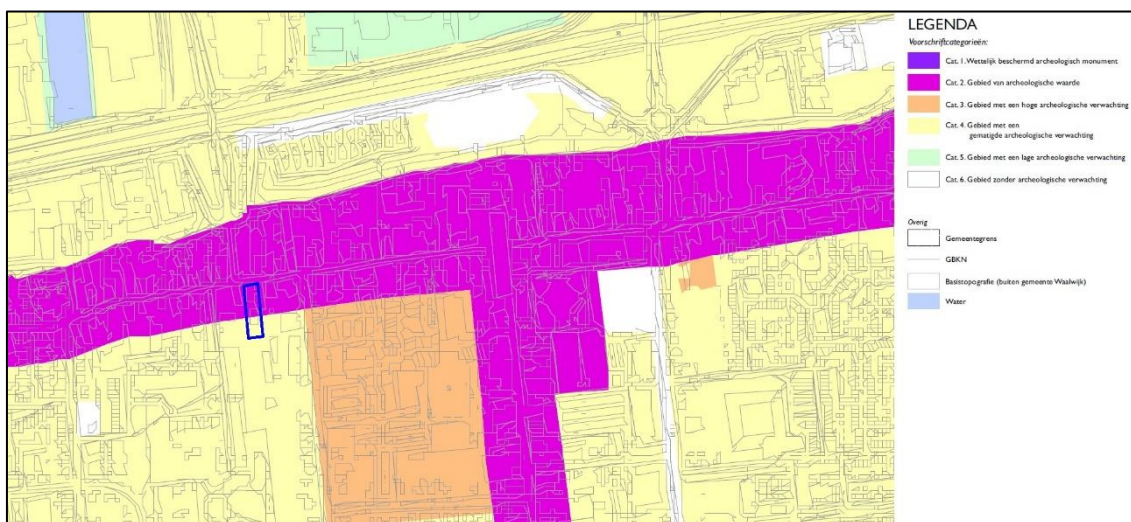 LEGENDA
Voorschriftcategorieën:
Cat. 1. Wettelijk beschermd archeologisch monument
Cat. 2. Gebied van archeologische waarde
Cat. 3. Gebied met een hoge archeologische verwachting
Cat. 4. Gebied met een
gematigde archeologische verwachting
Cat. 5. Gebied met een lage archeologische verwachting
Cat. 6. Gebied zonder archeologische verwachting
Overig
Gemeentegrens
GBKN
Basistopografie (buiten gemeente Waalwijk)
Water